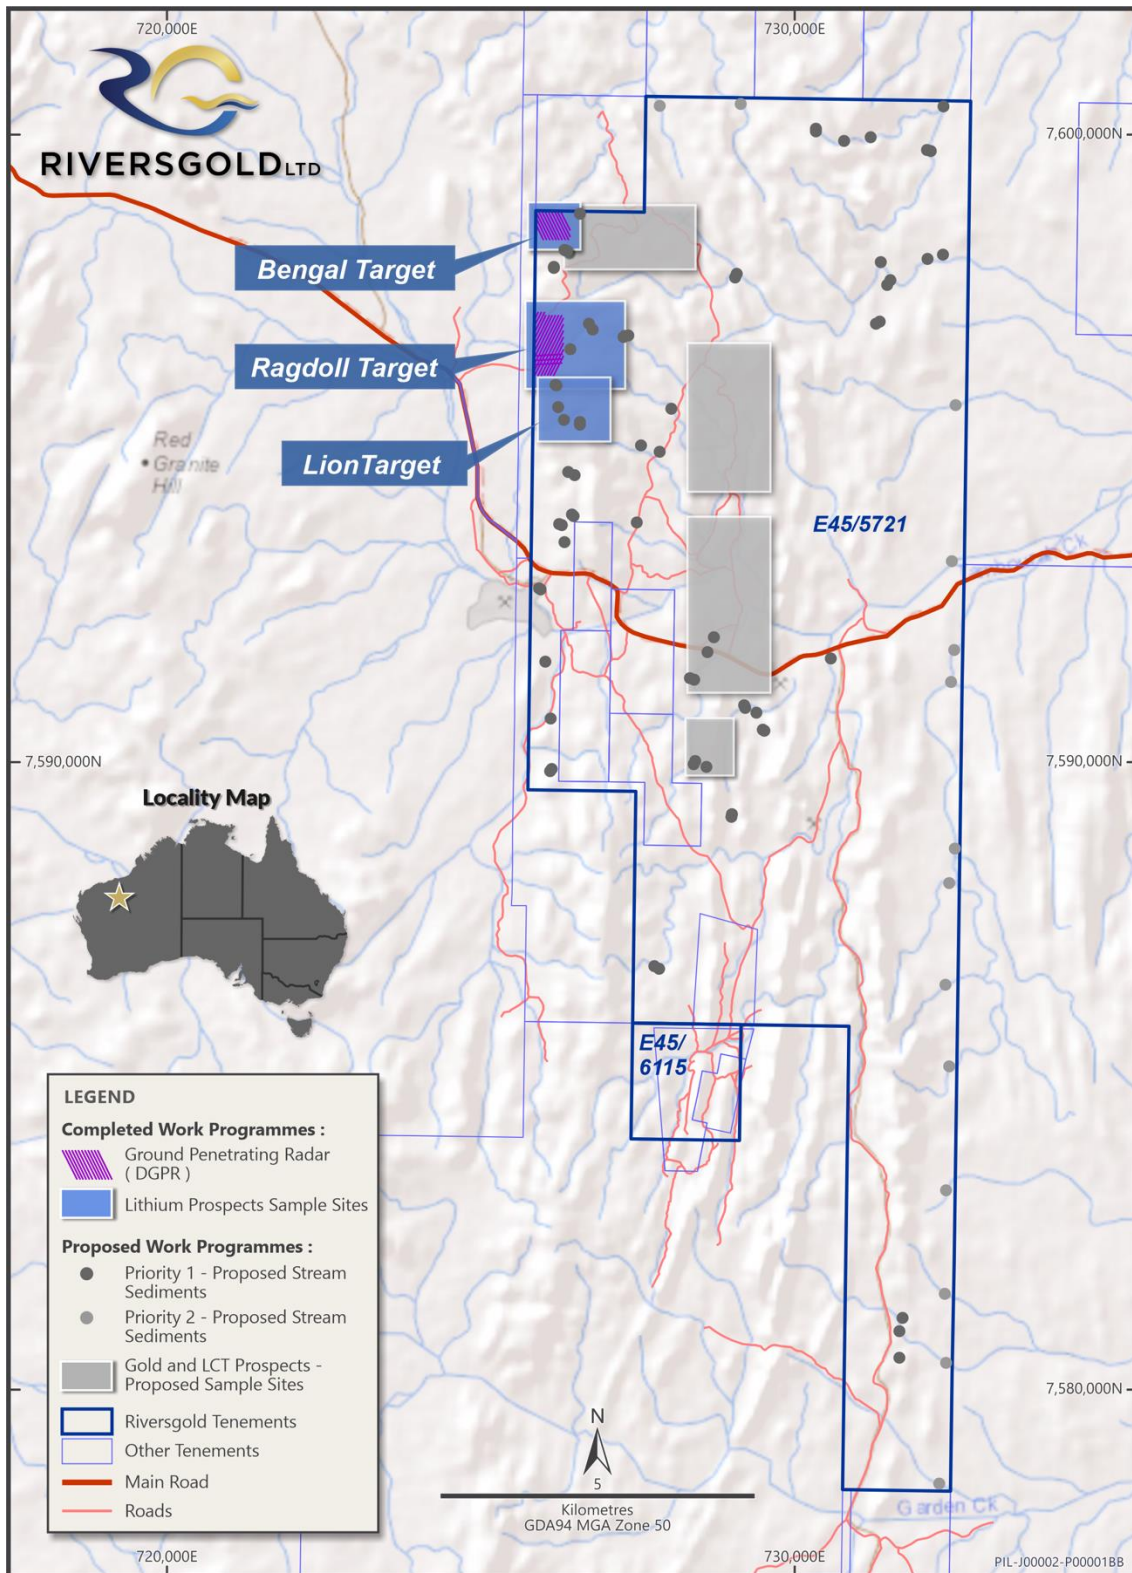 720,000E
730,000E
RIVERSGOLD LTD
7,600,000N
Bengal Target
Ragdoll Target
LionTarget
Red
Granite
Hill
E45/5721
Ck
7,590,000N
Locality Map
E45/
6115
LEGEND
Completed Work Programmes :
Ground Penetrating Radar
( DGPR )
Lithium Prospects Sample Sites
Proposed Work Programmes :
Priority 1 - Proposed Stream
Sediments
Priority 2 - Proposed Stream
Sediments
Gold and LCT Prospects -
Proposed Sample Sites
Riversgold Tenements
Other Tenements
Main Road
Roads
7,590,000N
7,580,000N
N
5
Kilometres
GDA94 MGA Zone 50
Garden Ck
720,000E
730,000E
PIL-J00002-P00001BB